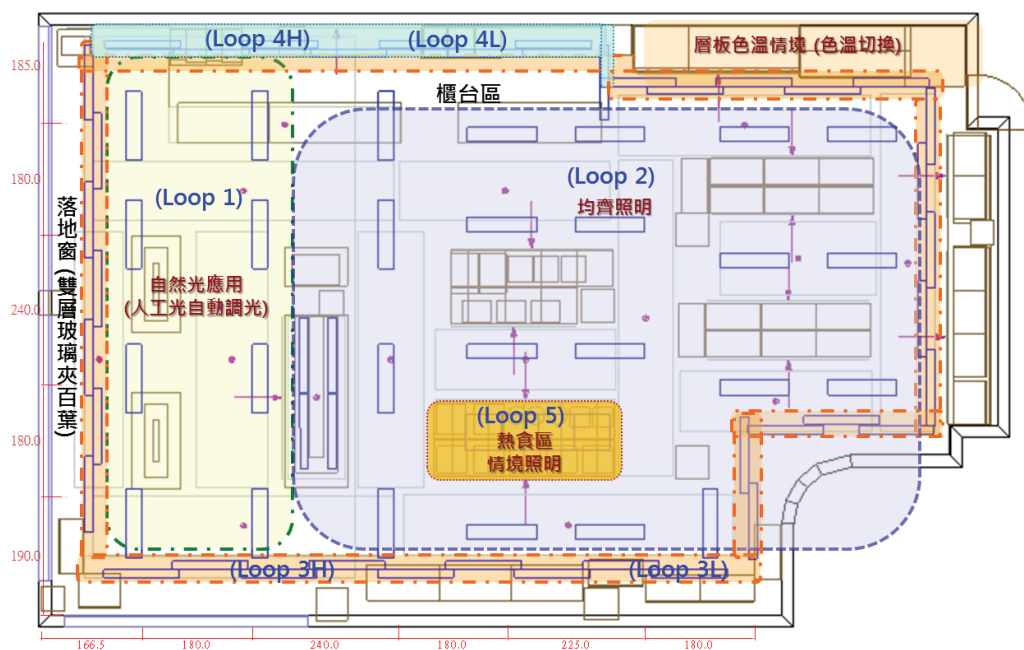 (Loop 4H)
(Loop 4L)
層板色溫情境 (色溫切換)
185.0
櫃台區
180.0
(Loop 1)
(Loop 2)
均齊照明
落地窗(雙層玻璃夾百葉)
自然光應用
(人工光自動調光)
240.0
(Loop 5)
熱食區
情境照明
180.0
190.0
(Loop 3H)
(Loop 3L)
166.5
180.0
240.0
180.0
225.0
180.0